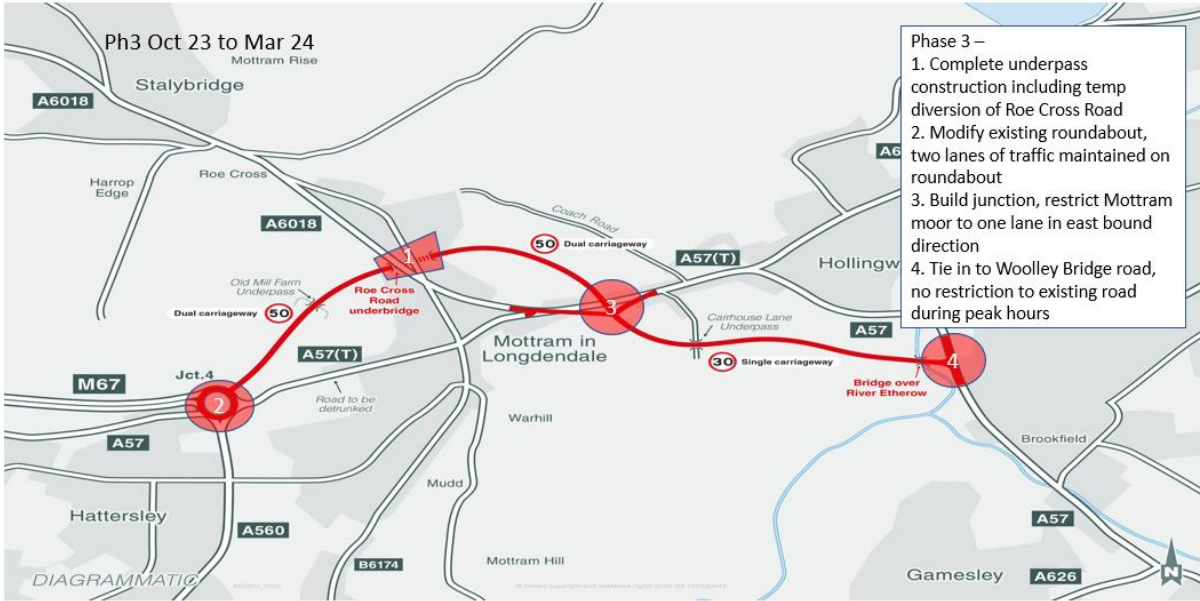 Ph3 Oct 23 to Mar 24
Mottram Rise
Stalybridge
A6018
Harrop
Edge
Roe Cross
A6018
Old Mill Farm
Underpass
Dual carriageway 50
1
Roe Cross
Road
underbridge
Coach Road
50 Dual carriageway
A57(T)
3
Mottram in
Longdendale
Carrhouse Lane
Underpass
30 Single carriageway
Hollingw
A6
A57
4
Bridge over
River Etherow
A57(T)
Road to be
detrunked
Jct.4
M67
2
A57
Warhill
Mudd
Brookfield
Hattersley
A560
B6174
Mottram Hill
A57
Gamesley
A626
N
DIAGRAMMATIC
Phase 3 –
1. Complete underpass
construction including temp
diversion of Roe Cross Road
2. Modify existing roundabout,
two lanes of traffic maintained on
roundabout
3. Build junction, restrict Mottram
moor to one lane in east bound
direction
4. Tie in to Woolley Bridge road,
no restriction to existing road
during peak hours